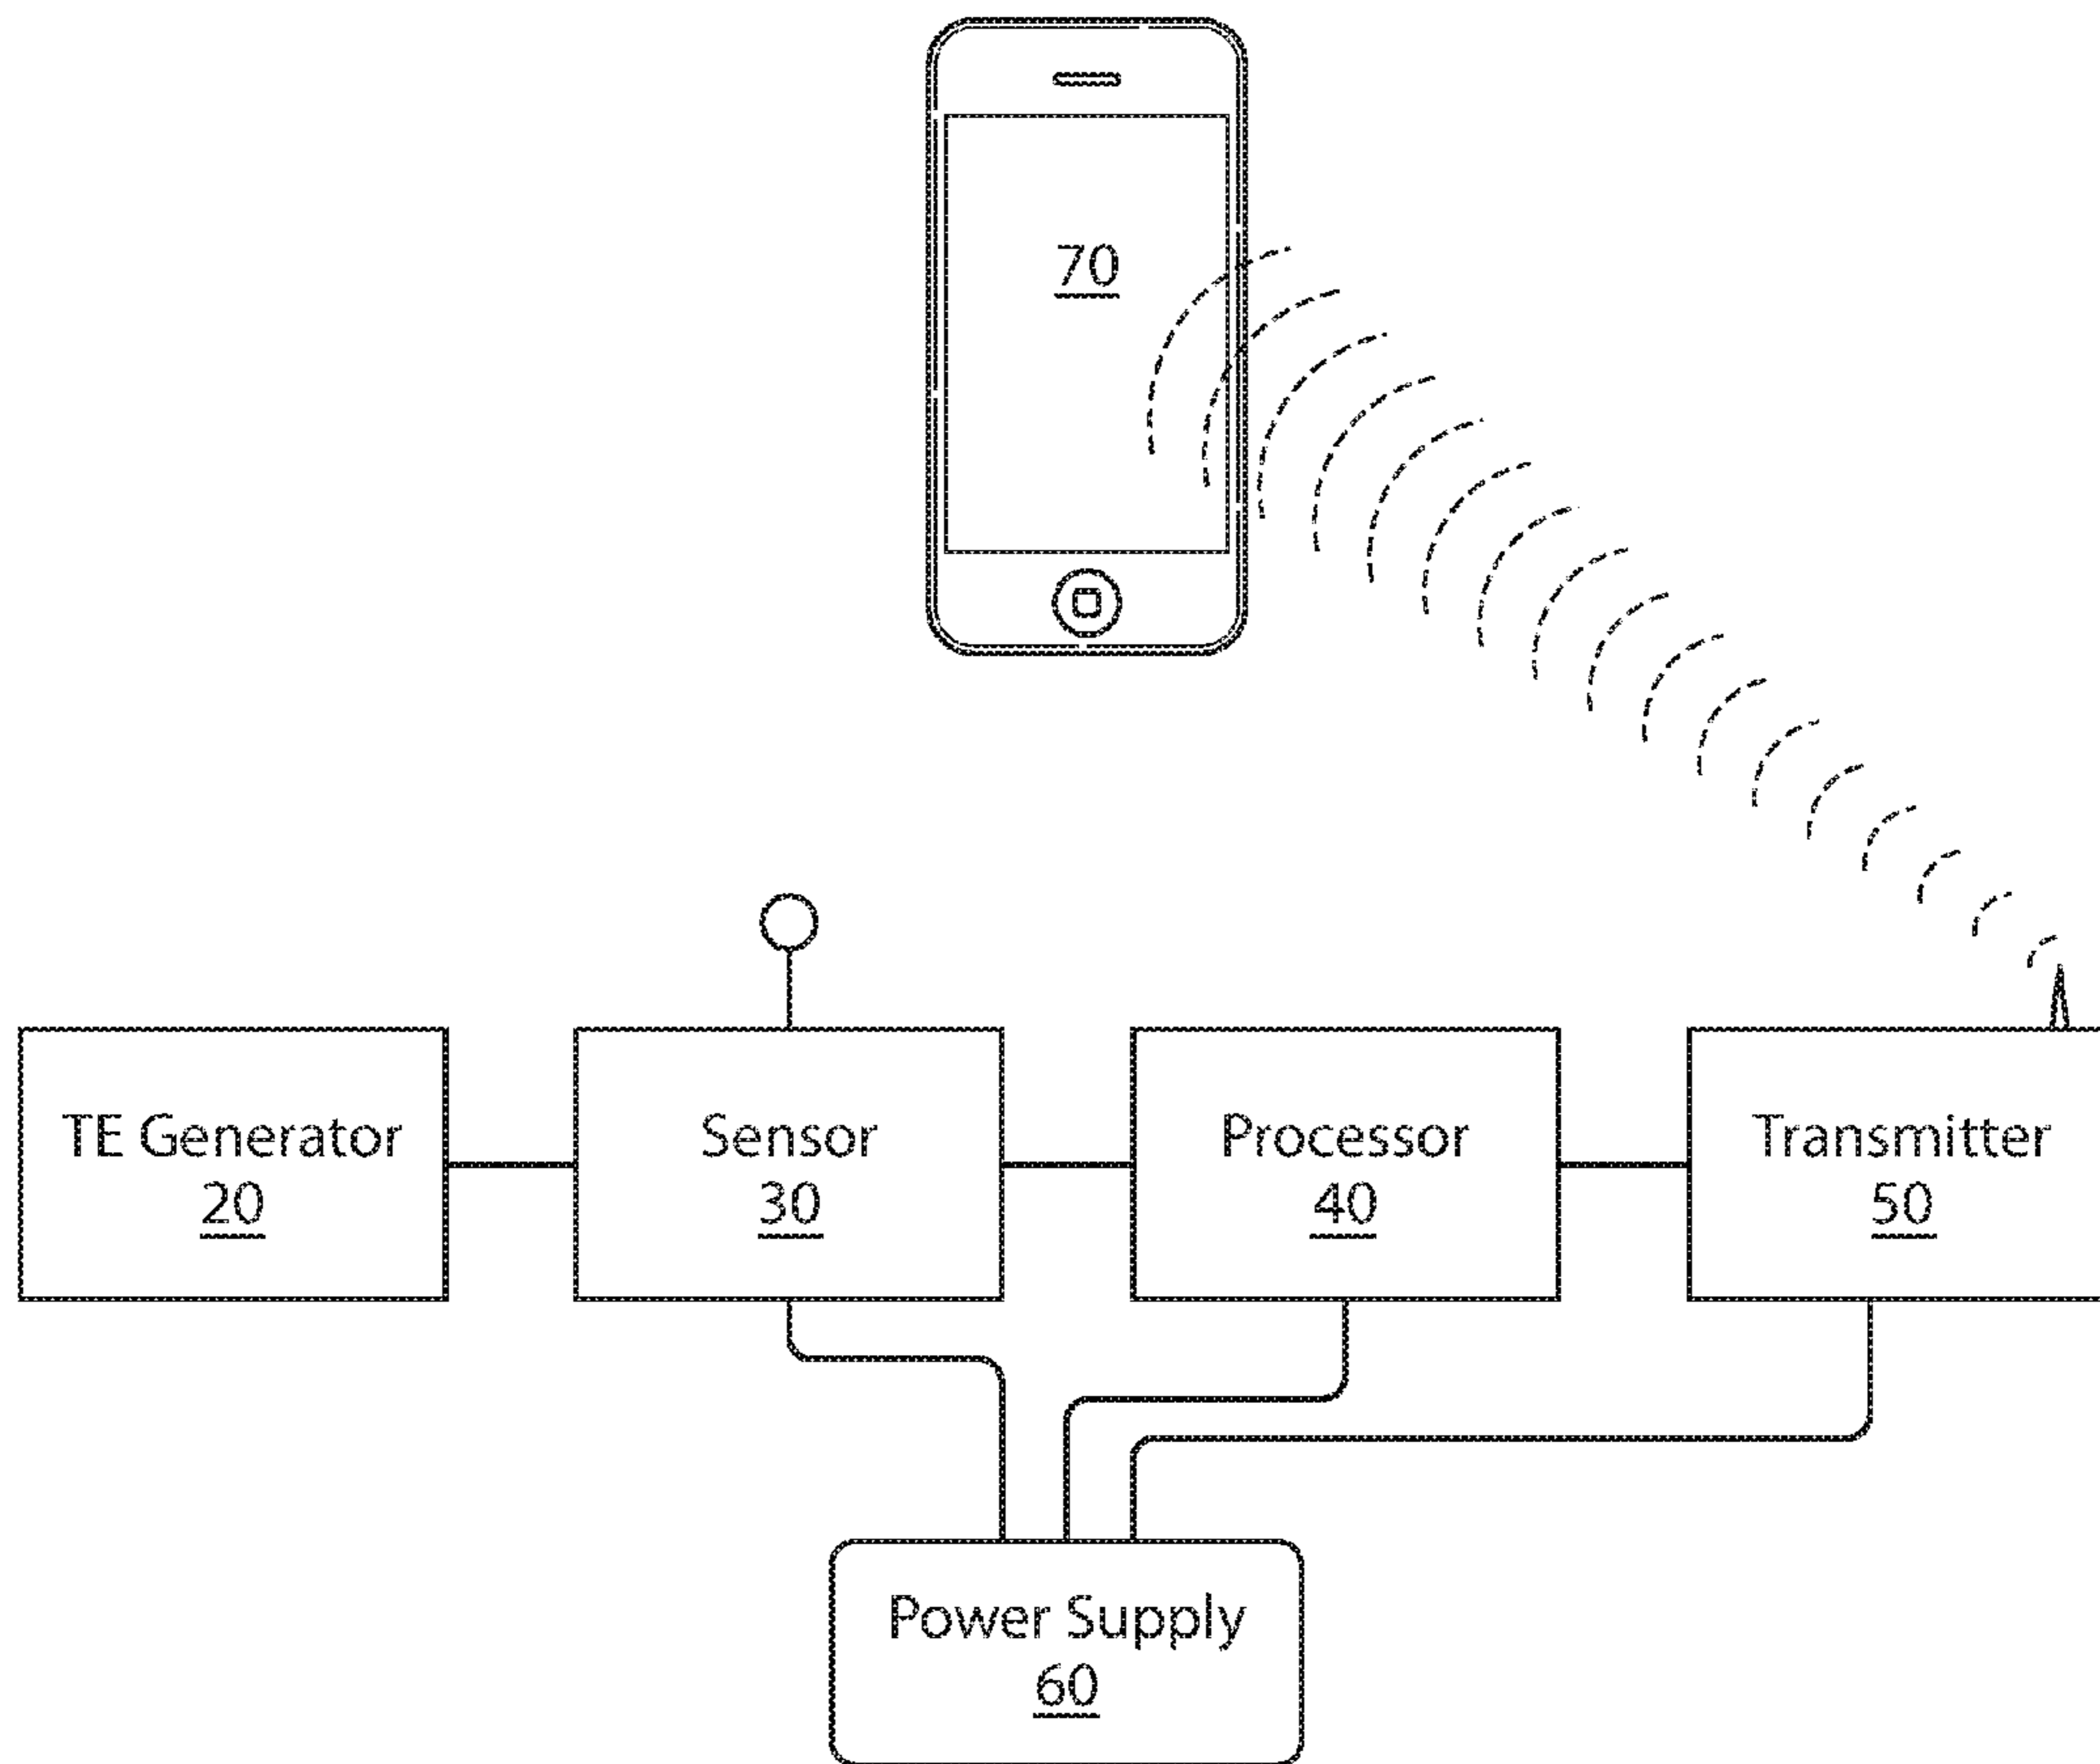 70
TE Generator
20
Sensor
30
Processor
40
Transmitter
50
Power Supply
60